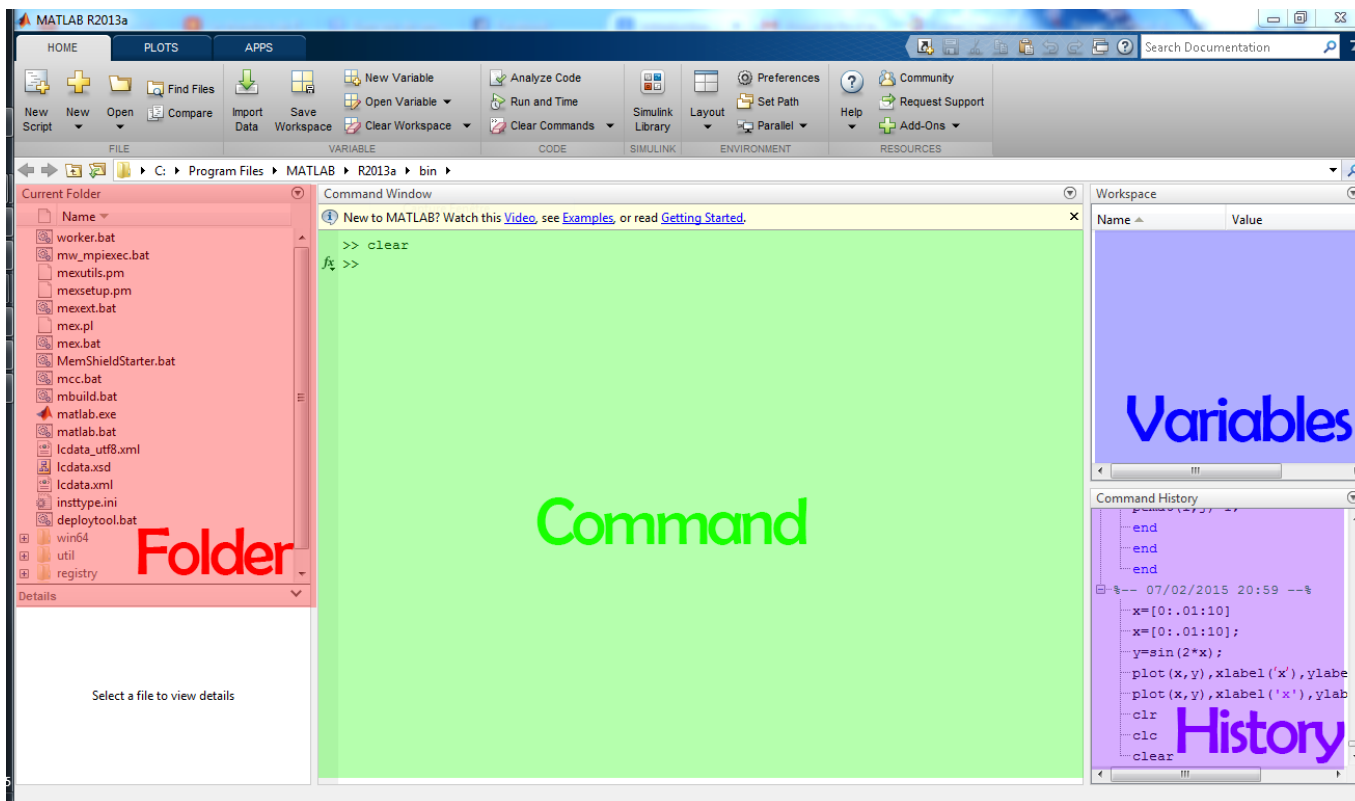 MATLAB R2013a
HOME PLOTS APPS
Search Documentation
New Script
New
Open
Find Files
Compare
Import Data
Save Workspace
New Variable
Open Variable
Clear Workspace
Analyze Code
Run and Time
Clear Commands
Simulink Library
Layout
Preferences
Set Path
Parallel
Help
Community
Request Support
Add-Ons
FILE VARIABLE CODE SIMULINK ENVIRONMENT RESOURCES
C: Program Files MATLAB R2013a bin
Current Folder
Name
worker.bat
mw_mpiexec.bat
mexutils.pm
mexsetup.pm
mexext.bat
mex.pl
mex.bat
MemShieldStarter.bat
mcc.bat
mbuild.bat
matlab.exe
matlab.bat
lcdata_utf8.xml
lcdata.xsd
lcdata.xml
insttype.ini
deploytool.bat
win64
util
registry
Folder
Details
Select a file to view details
Command Window
New to MATLAB? Watch this Video, see Examples, or read Getting Started.
>> clear
fx >>
Command
Workspace
Name Value
Variables
Command History
end
end
end
%-- 07/02/2015 20:59 --%
x=[0:.01:10]
x=[0:.01:10];
y=sin(2*x);
plot(x,y),xlabel('x'),ylabe
plot(x,y),xlabel('x'),ylab
clr
clc
clear
History